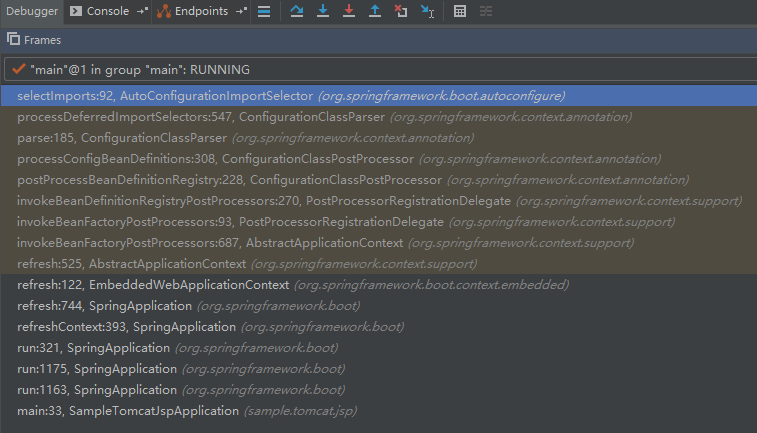 Debugger Console Endpoints
Frames
"main"@1 in group "main": RUNNING
selectImports:92, AutoConfigurationImportSelector (org.springframework.boot.autoconfigure)
processDeferredImportSelectors:547, ConfigurationClassParser (org.springframework.context.annotation)
parse:185, ConfigurationClassParser (org.springframework.context.annotation)
processConfigBeanDefinitions:308, ConfigurationClassPostProcessor (org.springframework.context.annotation)
postProcessBeanDefinitionRegistry:228, ConfigurationClassPostProcessor (org.springframework.context.annotation)
invokeBeanDefinitionRegistryPostProcessors:270, PostProcessorRegistrationDelegate (org.springframework.context.support)
invokeBeanFactoryPostProcessors:93, PostProcessorRegistrationDelegate (org.springframework.context.support)
invokeBeanFactoryPostProcessors:687, AbstractApplicationContext (org.springframework.context.support)
refresh:525, AbstractApplicationContext (org.springframework.context.support)
refresh:122, EmbeddedWebApplicationContext (org.springframework.boot.context.embedded)
refresh:744, SpringApplication (org.springframework.boot)
refreshContext:393, SpringApplication (org.springframework.boot)
run:321, SpringApplication (org.springframework.boot)
run:1175, SpringApplication (org.springframework.boot)
run:1163, SpringApplication (org.springframework.boot)
main:33, SampleTomcatJspApplication (sample.tomcat.jsp)